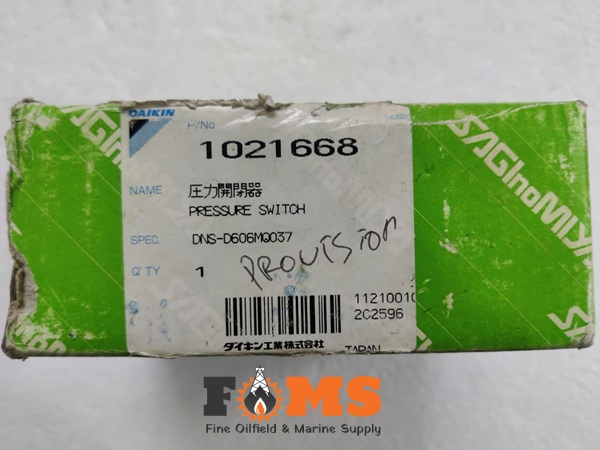 DAIKIN
P/No
1021668
NAME 圧力開閉器
PRESSURE SWITCH
SPEC. DNS-D606MQ037
Q'TY 1
PROVISION
11210010
2C2596
ダイキン工業株式会社
JAPAN
SAGInoMIYA
FOMS
Fine Oilfield & Marine Supply